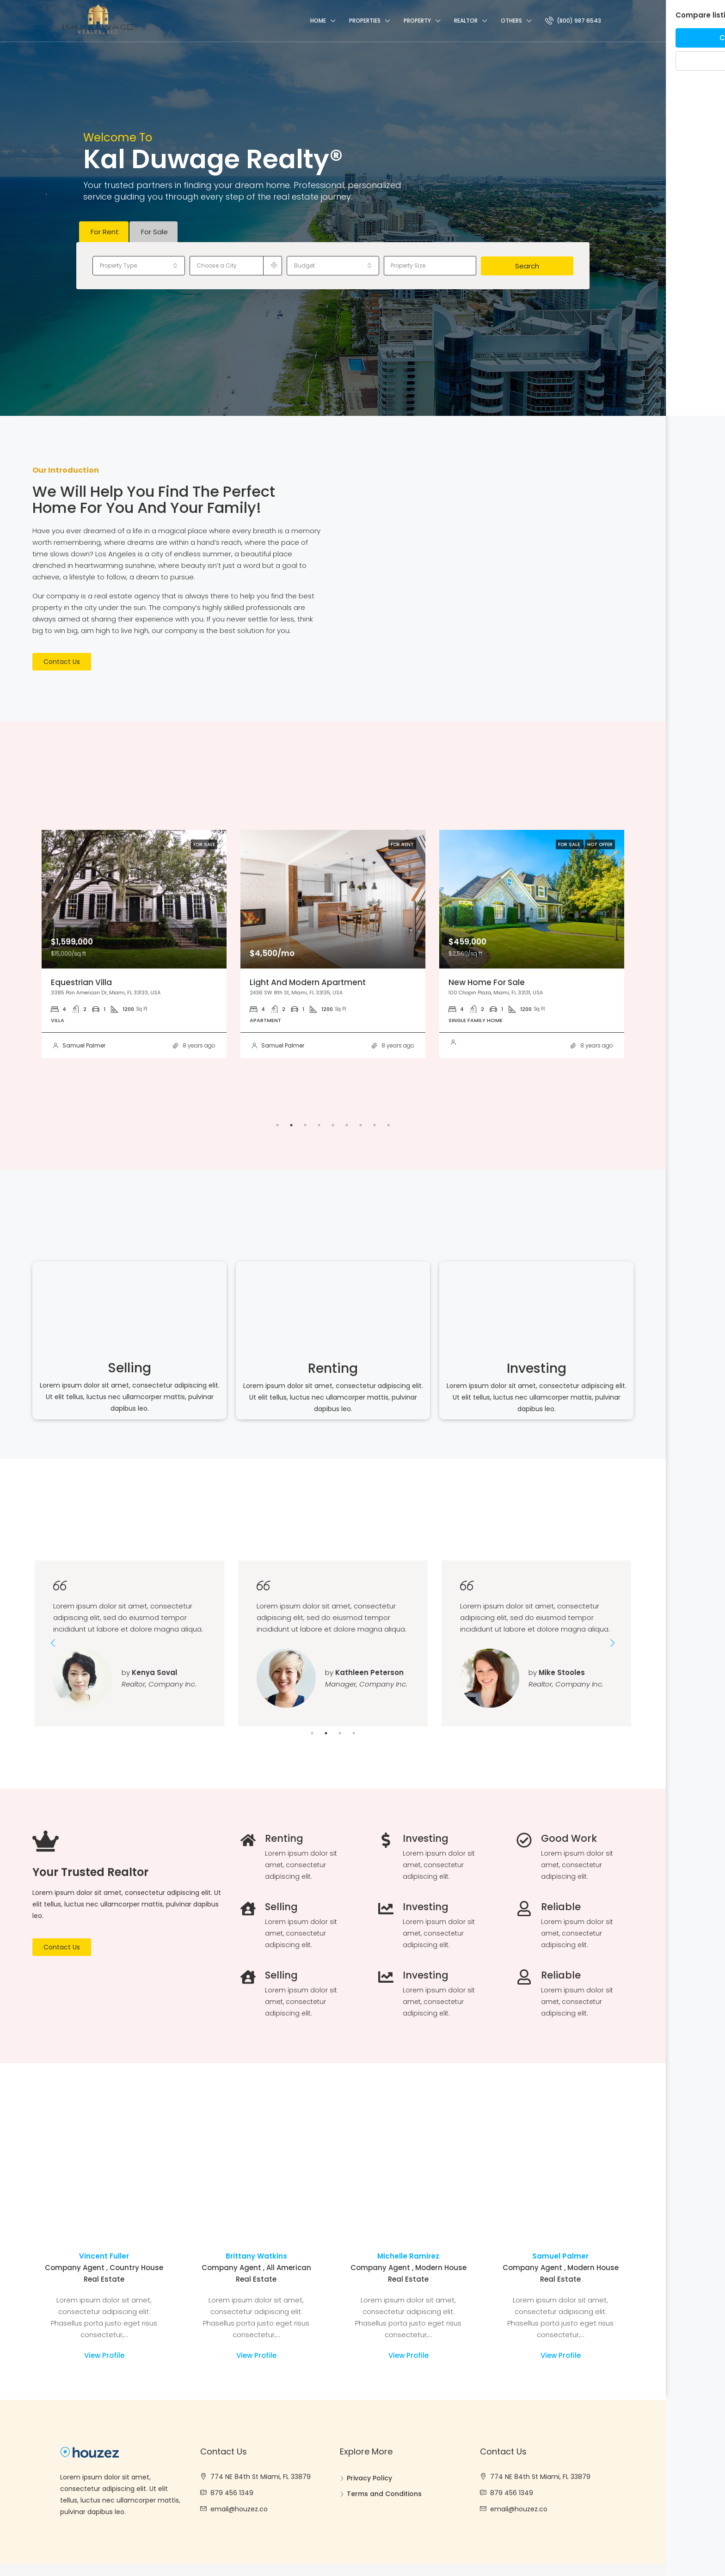 HOME
PROPERTIES
PROPERTY
REALTOR
OTHERS
(800) 987 6543
Compare listi
C
REALTY, LLC
Welcome To
Kal Duwage Realty®
Your trusted partners in finding your dream home. Professional, personalized
service guiding you through every step of the real estate journey.
For Rent
For Sale
Property Type
Choose a City
Budget
Property Size
Search
Our Introduction
We Will Help You Find The Perfect
Home For You And Your Family!
Have you ever dreamed of a life in a magical place where every breath is a memory
worth remembering, where dreams are within a hand's reach, where the pace of
time slows down? Los Angeles is a city of endless summer, a beautiful place
drenched in heartwarming sunshine, where beauty isn't just a word but a goal to
achieve, a lifestyle to follow, a dream to pursue.
Our company is a real estate agency that is always there to help you find the best
property in the city under the sun. The company's highly skilled professionals are
always aimed at sharing their experience with you. If you never settle for less, think
big to win big, aim high to live high, our company is the best solution for you.
Contact Us
FOR SALE
$1,599,000
$15,000/sq ft
Equestrian Villa
3385 Pan American Dr, Miami, FL 33133, USA
4 2 1 1200 Sq Ft
VILLA
Samuel Palmer
8 years ago
FOR RENT
$4,500/mo
Light And Modern Apartment
2436 SW 8th St, Miami, FL 33135, USA
4 2 1 1200 Sq Ft
APARTMENT
Samuel Palmer
8 years ago
FOR SALE
HOT OFFER
$459,000
$2,560/sq ft
New Home For Sale
100 Chopin Plaza, Miami, FL 33131, USA
4 2 1 1200 Sq Ft
SINGLE FAMILY HOME
8 years ago
Selling
Lorem ipsum dolor sit amet, consectetur adipiscing elit.
Ut elit tellus, luctus nec ullamcorper mattis, pulvinar
dapibus leo.
Renting
Lorem ipsum dolor sit amet, consectetur adipiscing elit.
Ut elit tellus, luctus nec ullamcorper mattis, pulvinar
dapibus leo.
Investing
Lorem ipsum dolor sit amet, consectetur adipiscing elit.
Ut elit tellus, luctus nec ullamcorper mattis, pulvinar
dapibus leo.
Lorem ipsum dolor sit amet, consectetur
adipiscing elit, sed do eiusmod tempor
incididunt ut labore et dolore magna aliqua.
by Kenya Soval
Realtor, Company Inc.
Lorem ipsum dolor sit amet, consectetur
adipiscing elit, sed do eiusmod tempor
incididunt ut labore et dolore magna aliqua.
by Kathleen Peterson
Manager, Company Inc.
Lorem ipsum dolor sit amet, consectetur
adipiscing elit, sed do eiusmod tempor
incididunt ut labore et dolore magna aliqua.
by Mike Stooles
Realtor, Company Inc.
Your Trusted Realtor
Lorem ipsum dolor sit amet, consectetur adipiscing elit. Ut
elit tellus, luctus nec ullamcorper mattis, pulvinar dapibus
leo.
Contact Us
Renting
Lorem ipsum dolor sit
amet, consectetur
adipiscing elit.
Investing
Lorem ipsum dolor sit
amet, consectetur
adipiscing elit.
Good Work
Lorem ipsum dolor sit
amet, consectetur
adipiscing elit.
Selling
Lorem ipsum dolor sit
amet, consectetur
adipiscing elit.
Investing
Lorem ipsum dolor sit
amet, consectetur
adipiscing elit.
Reliable
Lorem ipsum dolor sit
amet, consectetur
adipiscing elit.
Selling
Lorem ipsum dolor sit
amet, consectetur
adipiscing elit.
Investing
Lorem ipsum dolor sit
amet, consectetur
adipiscing elit.
Reliable
Lorem ipsum dolor sit
amet, consectetur
adipiscing elit.
Vincent Fuller
Company Agent , Country House
Real Estate
Lorem ipsum dolor sit amet,
consectetur adipiscing elit.
Phasellus porta justo eget risus
consectetur,...
View Profile
Brittany Watkins
Company Agent , All American
Real Estate
Lorem ipsum dolor sit amet,
consectetur adipiscing elit.
Phasellus porta justo eget risus
consectetur,...
View Profile
Michelle Ramirez
Company Agent , Modern House
Real Estate
Lorem ipsum dolor sit amet,
consectetur adipiscing elit.
Phasellus porta justo eget risus
consectetur,...
View Profile
Samuel Palmer
Company Agent , Modern House
Real Estate
Lorem ipsum dolor sit amet,
consectetur adipiscing elit.
Phasellus porta justo eget risus
consectetur,...
View Profile
houzez
Lorem ipsum dolor sit amet,
consectetur adipiscing elit. Ut elit
tellus, luctus nec ullamcorper mattis,
pulvinar dapibus leo.
Contact Us
774 NE 84th St Miami, FL 33879
879 456 1349
email@houzez.co
Explore More
Privacy Policy
Terms and Conditions
Contact Us
774 NE 84th St Miami, FL 33879
879 456 1349
email@houzez.co